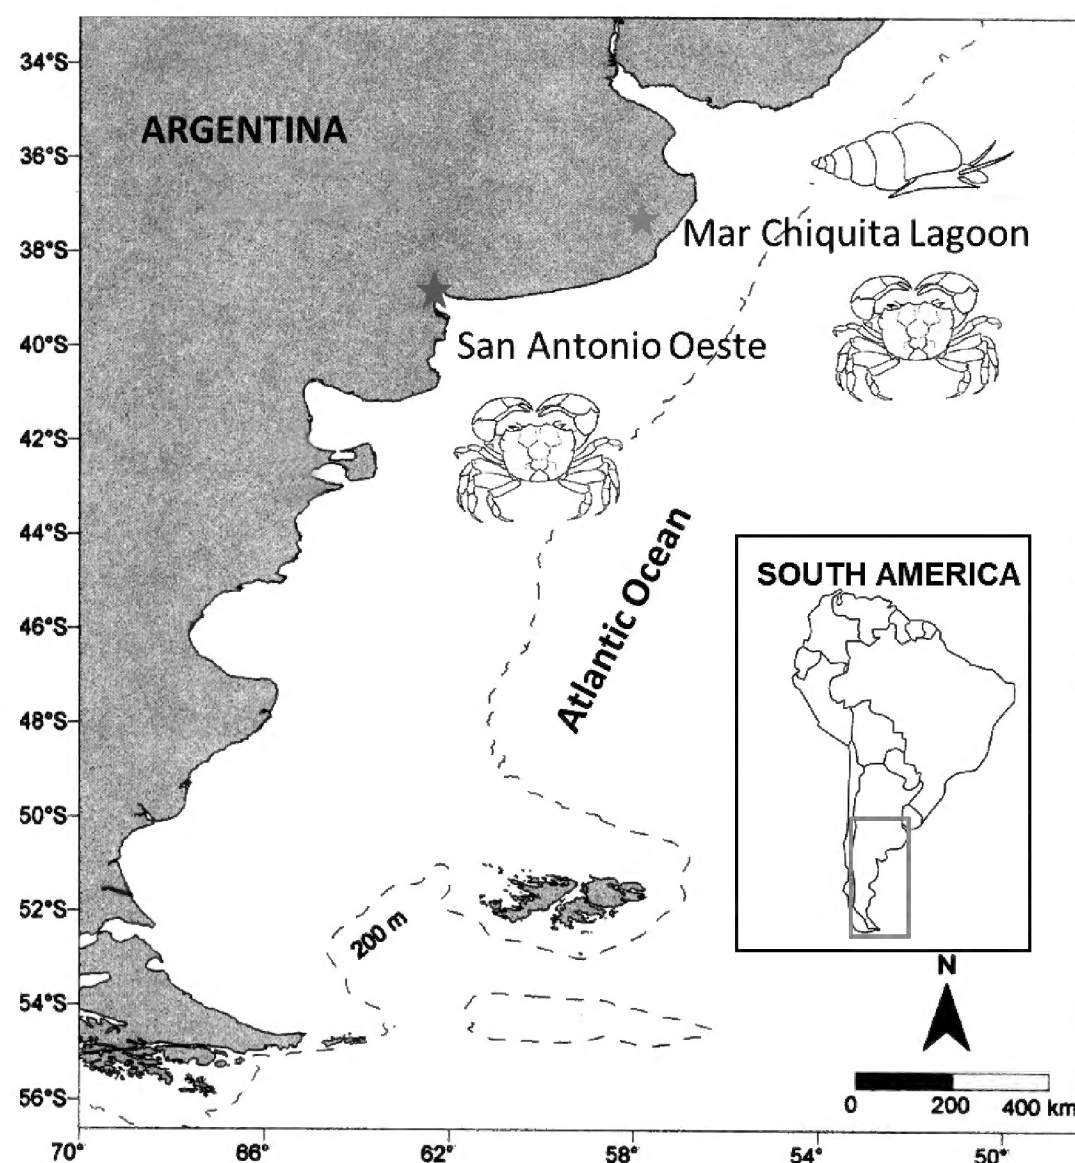 34°S
ARGENTINA
36°S
Mar Chiquita Lagoon
38°S
San Antonio Oeste
40°S
42°S
44°S
Atlantic Ocean
SOUTH AMERICA
46°S
48°S
50°S
52°S
200 m
N
54°S
56°S
0 200 400 km
70° 66° 62° 58° 54° 50°